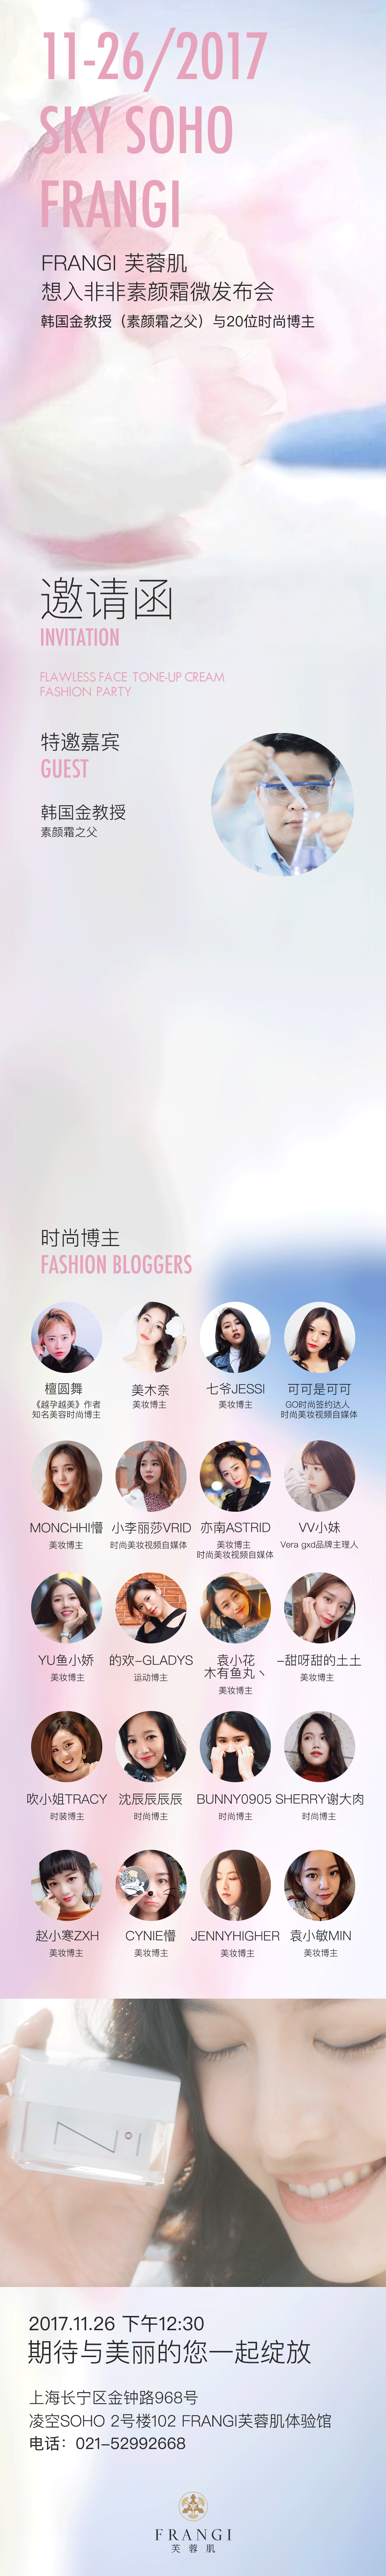 11-26/2017
SKY SOHO
FRANGI
FRANGI 芙蓉肌
想入非非素颜霜微发布会
韩国金教授（素颜霜之父）与20位时尚博主
邀请函
INVITATION
FLAWLESS FACE TONE-UP CREAM
FASHION PARTY
特邀嘉宾
GUEST
韩国金教授
素颜霜之父
时尚博主
FASHION BLOGGERS
檀圆舞
《越孕越美》作者
知名美容时尚博主
美木奈
美妆博主
七爷JESSI
美妆博主
可可是可可
GO时尚签约达人
时尚美妆视频自媒体
MONCHHI懵
美妆博主
小李丽莎VRID
时尚美妆视频自媒体
亦南ASTRID
美妆博主
时尚美妆视频自媒体
VV小妹
Vera gxd品牌主理人
YU鱼小娇
美妆博主
的欢-GLADYS
运动博主
袁小花
木有鱼丸丶
美妆博主
-甜呀甜的土土
美妆博主
吹小姐TRACY
时装博主
沈辰辰辰辰
时尚博主
BUNNY0905
时尚博主
SHERRY谢大肉
时尚博主
赵小寒ZXH
美妆博主
CYNIE懵
美妆博主
JENNYHIGHER
美妆博主
袁小敏MIN
美妆博主
2017.11.26 下午12:30
期待与美丽的您一起绽放
上海长宁区金钟路968号
凌空SOHO 2号楼102 FRANGI芙蓉肌体验馆
电话：021-52992668
FRANGI
芙蓉肌